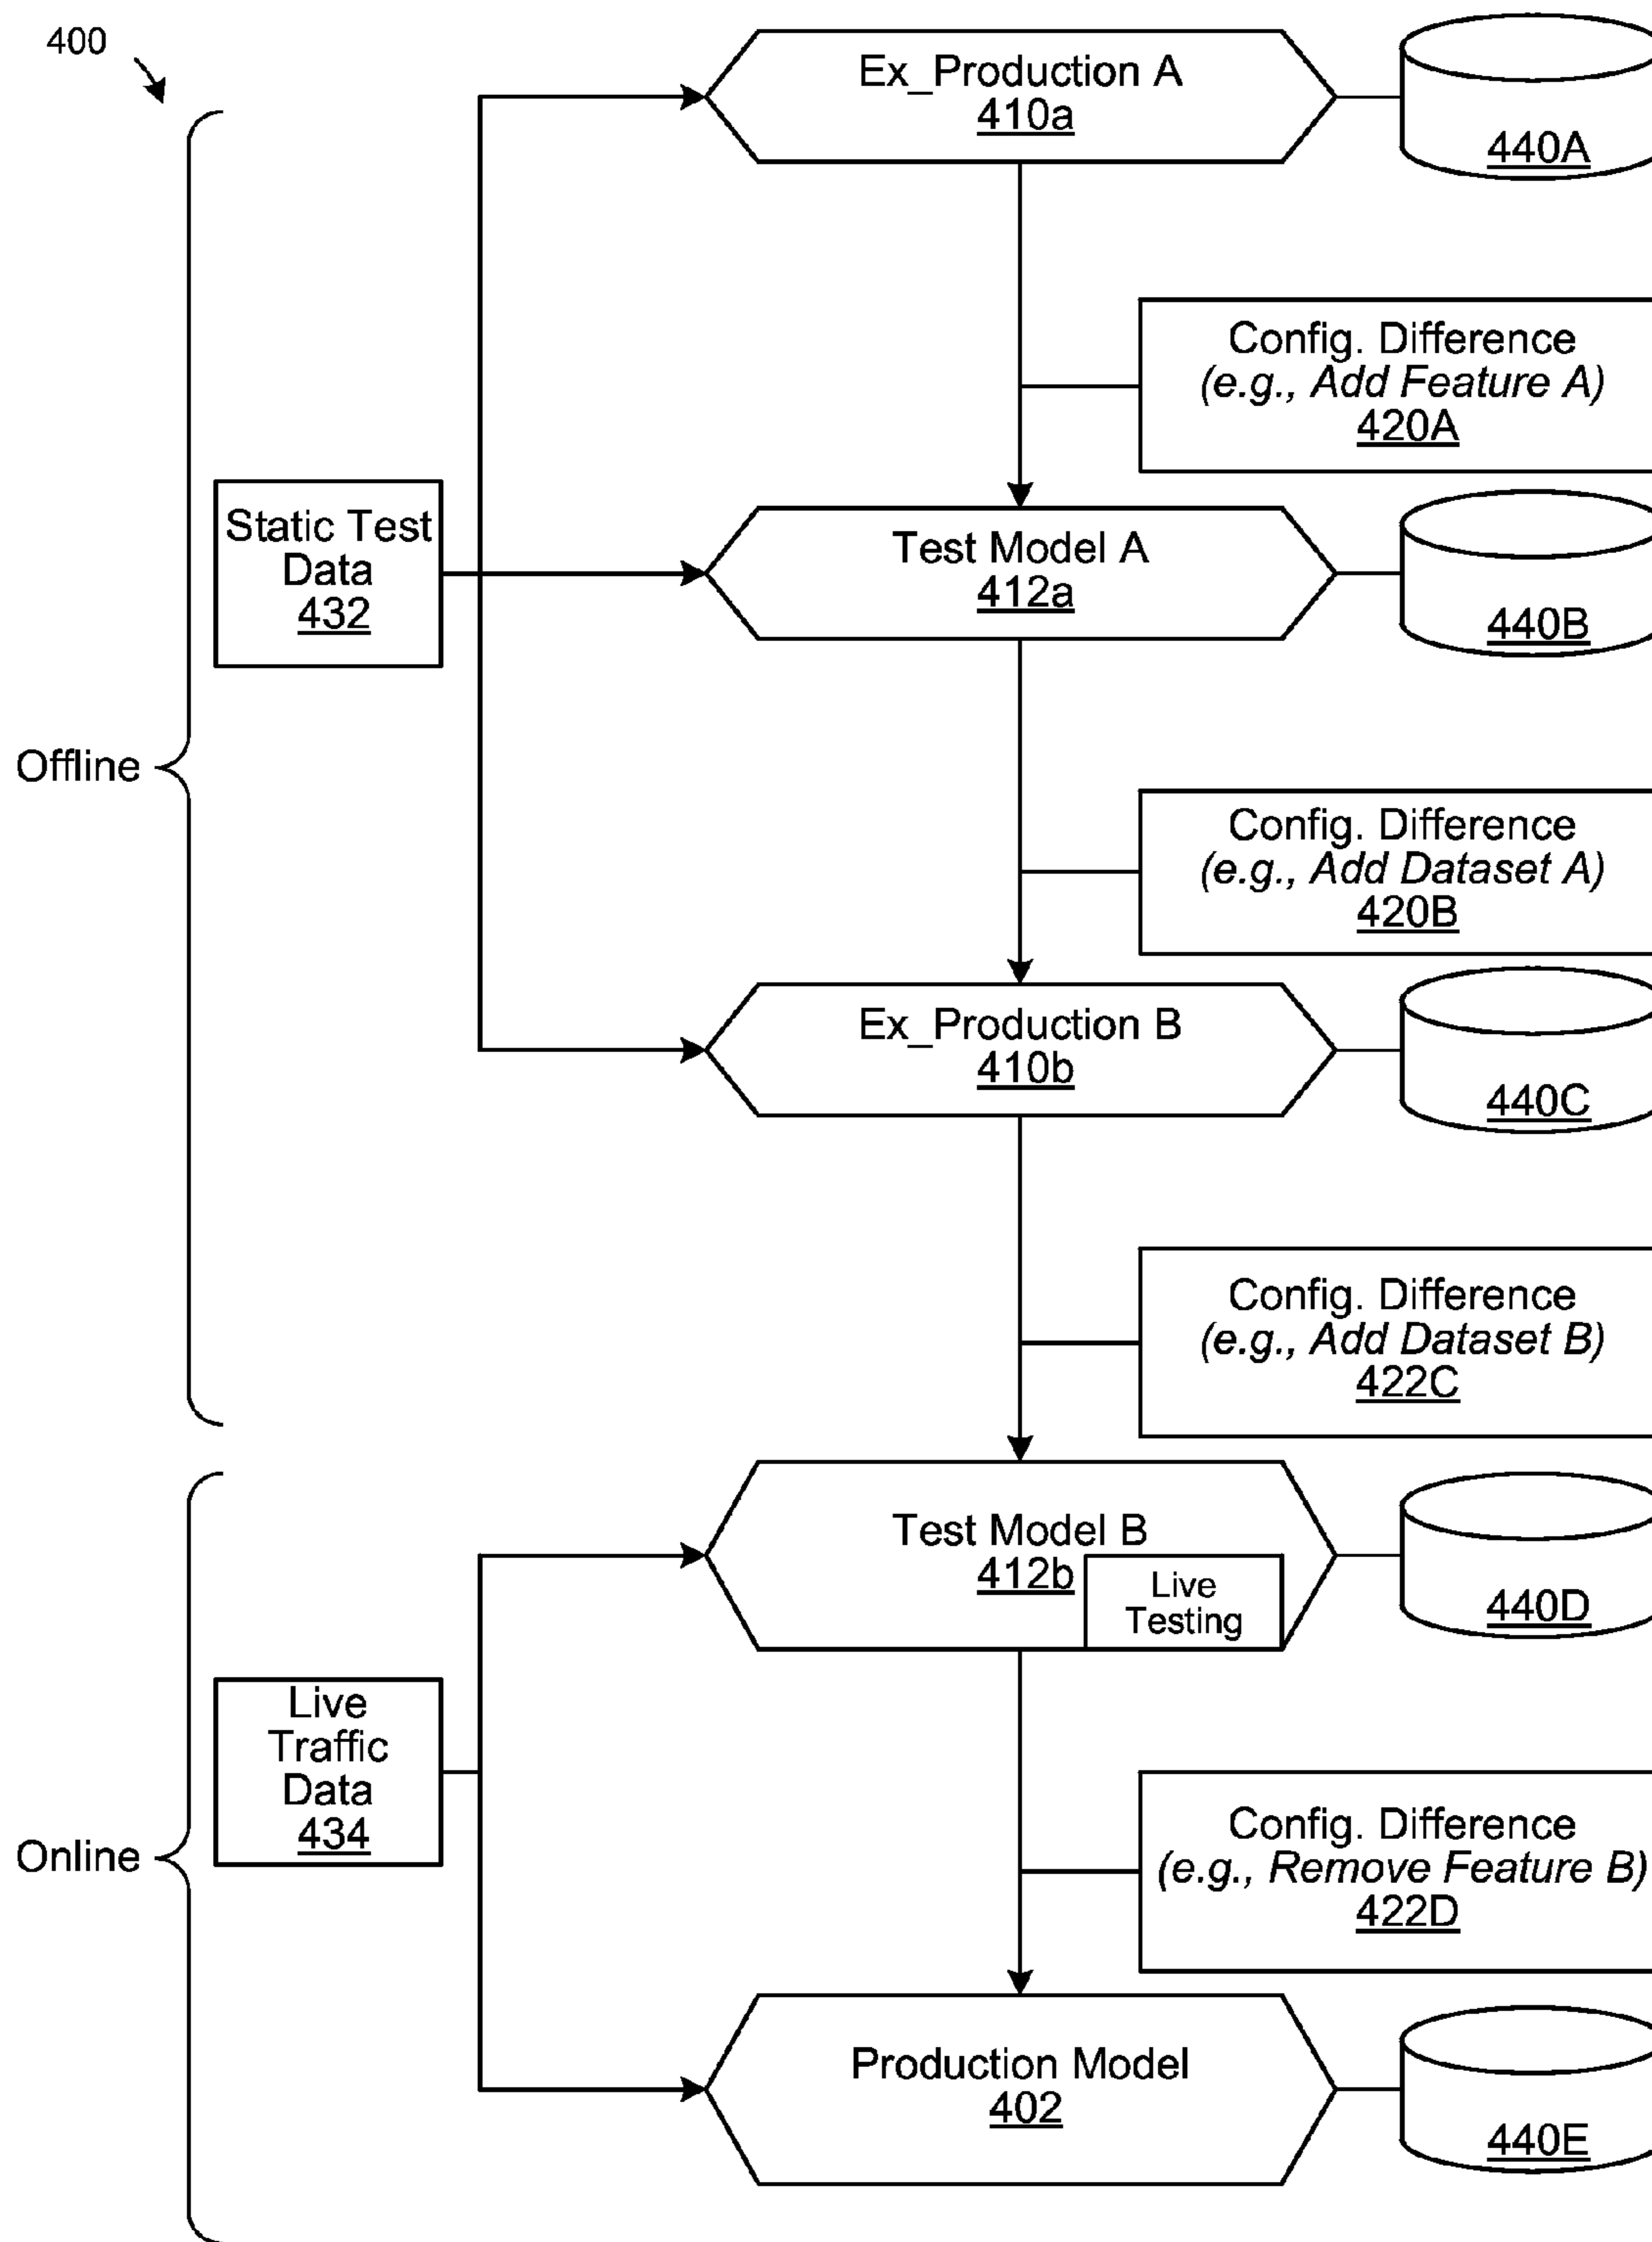 400
Ex_Production A
410a
440A
Config. Difference
(e.g., Add Feature A)
420A
Static Test
Data
432
Test Model A
412a
440B
Offline
Config. Difference
(e.g., Add Dataset A)
420B
Ex_Production B
410b
440C
Config. Difference
(e.g., Add Dataset B)
422C
Test Model B
412b
Live
Testing
440D
Live
Traffic
Data
434
Online
Config. Difference
(e.g., Remove Feature B)
422D
Production Model
402
440E